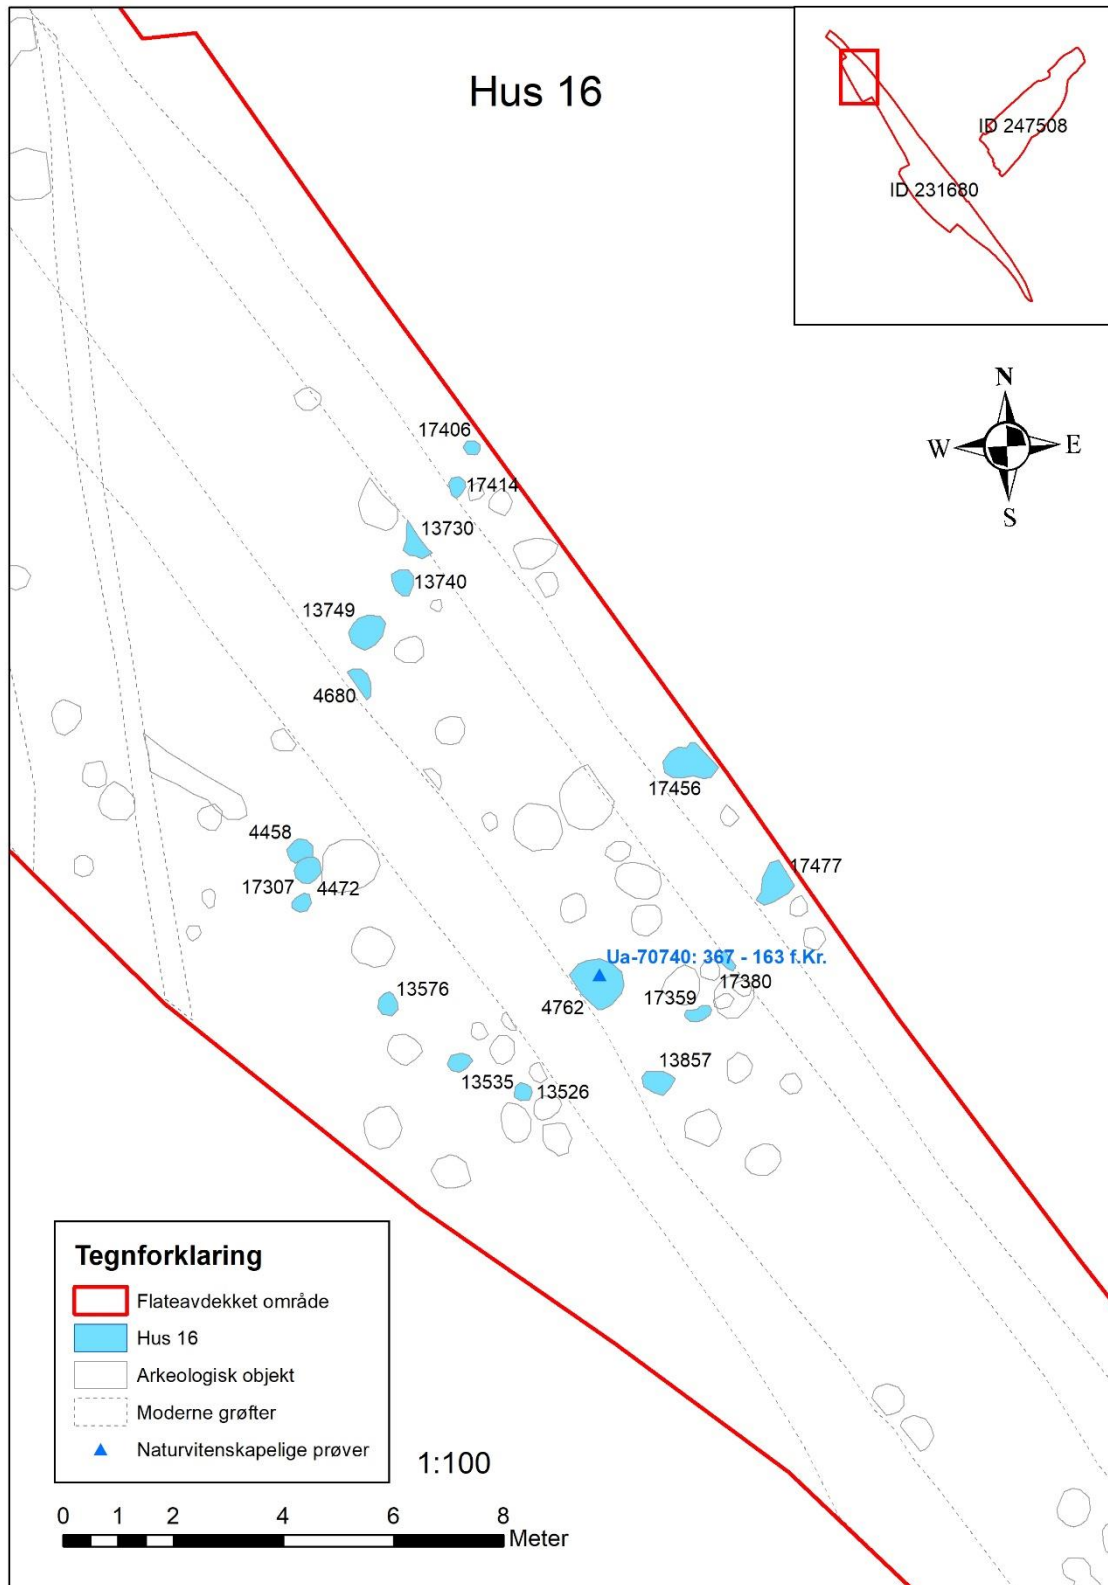 Hus 16
ID 247508
ID 231680
N
W E
S
17406
17414
13730
13740
13749
4680
17456
4458
17477
17307 4472
Ua-70740: 367 - 163 f.Kr.
17380
17359
4762
13576
13857
13535 13526
Tegnforklaring
Flateavdekket område
Hus 16
Arkeologisk objekt
Moderne grøfter
Naturvitenskapelige prøver
1:100
0 1 2 4 6 8
Meter